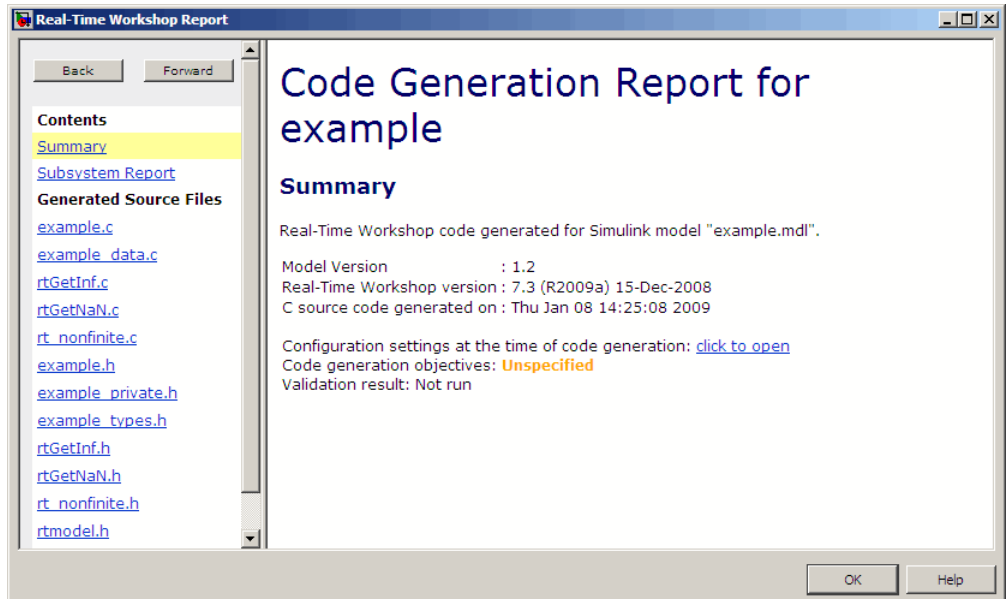 Real-Time Workshop Report
Back Forward
Contents
Summary
Subsystem Report
Generated Source Files
example.c
example_data.c
rtGetInf.c
rtGetNaN.c
rt_nonfinite.c
example.h
example_private.h
example_types.h
rtGetInf.h
rtGetNaN.h
rt_nonfinite.h
rtmodel.h
Code Generation Report for
example
Summary
Real-Time Workshop code generated for Simulink model "example.mdl".
Model Version : 1.2
Real-Time Workshop version : 7.3 (R2009a) 15-Dec-2008
C source code generated on : Thu Jan 08 14:25:08 2009
Configuration settings at the time of code generation: click to open
Code generation objectives: Unspecified
Validation result: Not run
OK Help